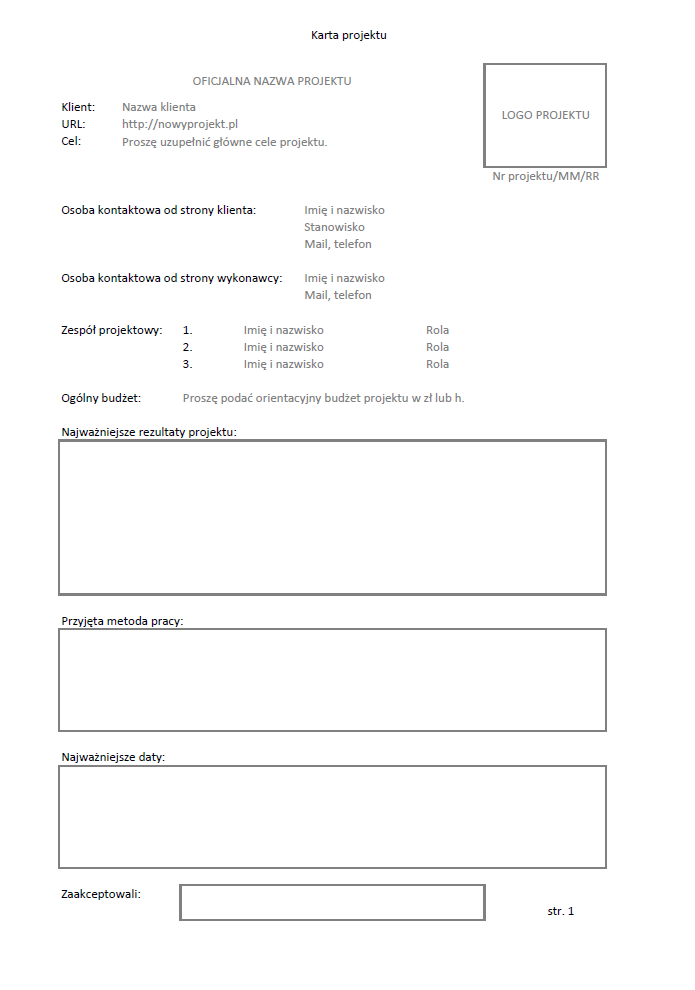 Karta projektu
OFICJALNA NAZWA PROJEKTU
LOGO PROJEKTU
Nr projektu/MM/RR
Klient: Nazwa klienta
URL: http://nowyprojekt.pl
Cel: Proszę uzupełnić główne cele projektu.
Osoba kontaktowa od strony klienta: Imię i nazwisko
Stanowisko
Mail, telefon
Osoba kontaktowa od strony wykonawcy: Imię i nazwisko
Mail, telefon
Zespół projektowy: 1. Imię i nazwisko Rola
2. Imię i nazwisko Rola
3. Imię i nazwisko Rola
Ogólny budżet: Proszę podać orientacyjny budżet projektu w zł lub h.
Najważniejsze rezultaty projektu:
Przyjęta metoda pracy:
Najważniejsze daty:
Zaakceptowali:
str. 1